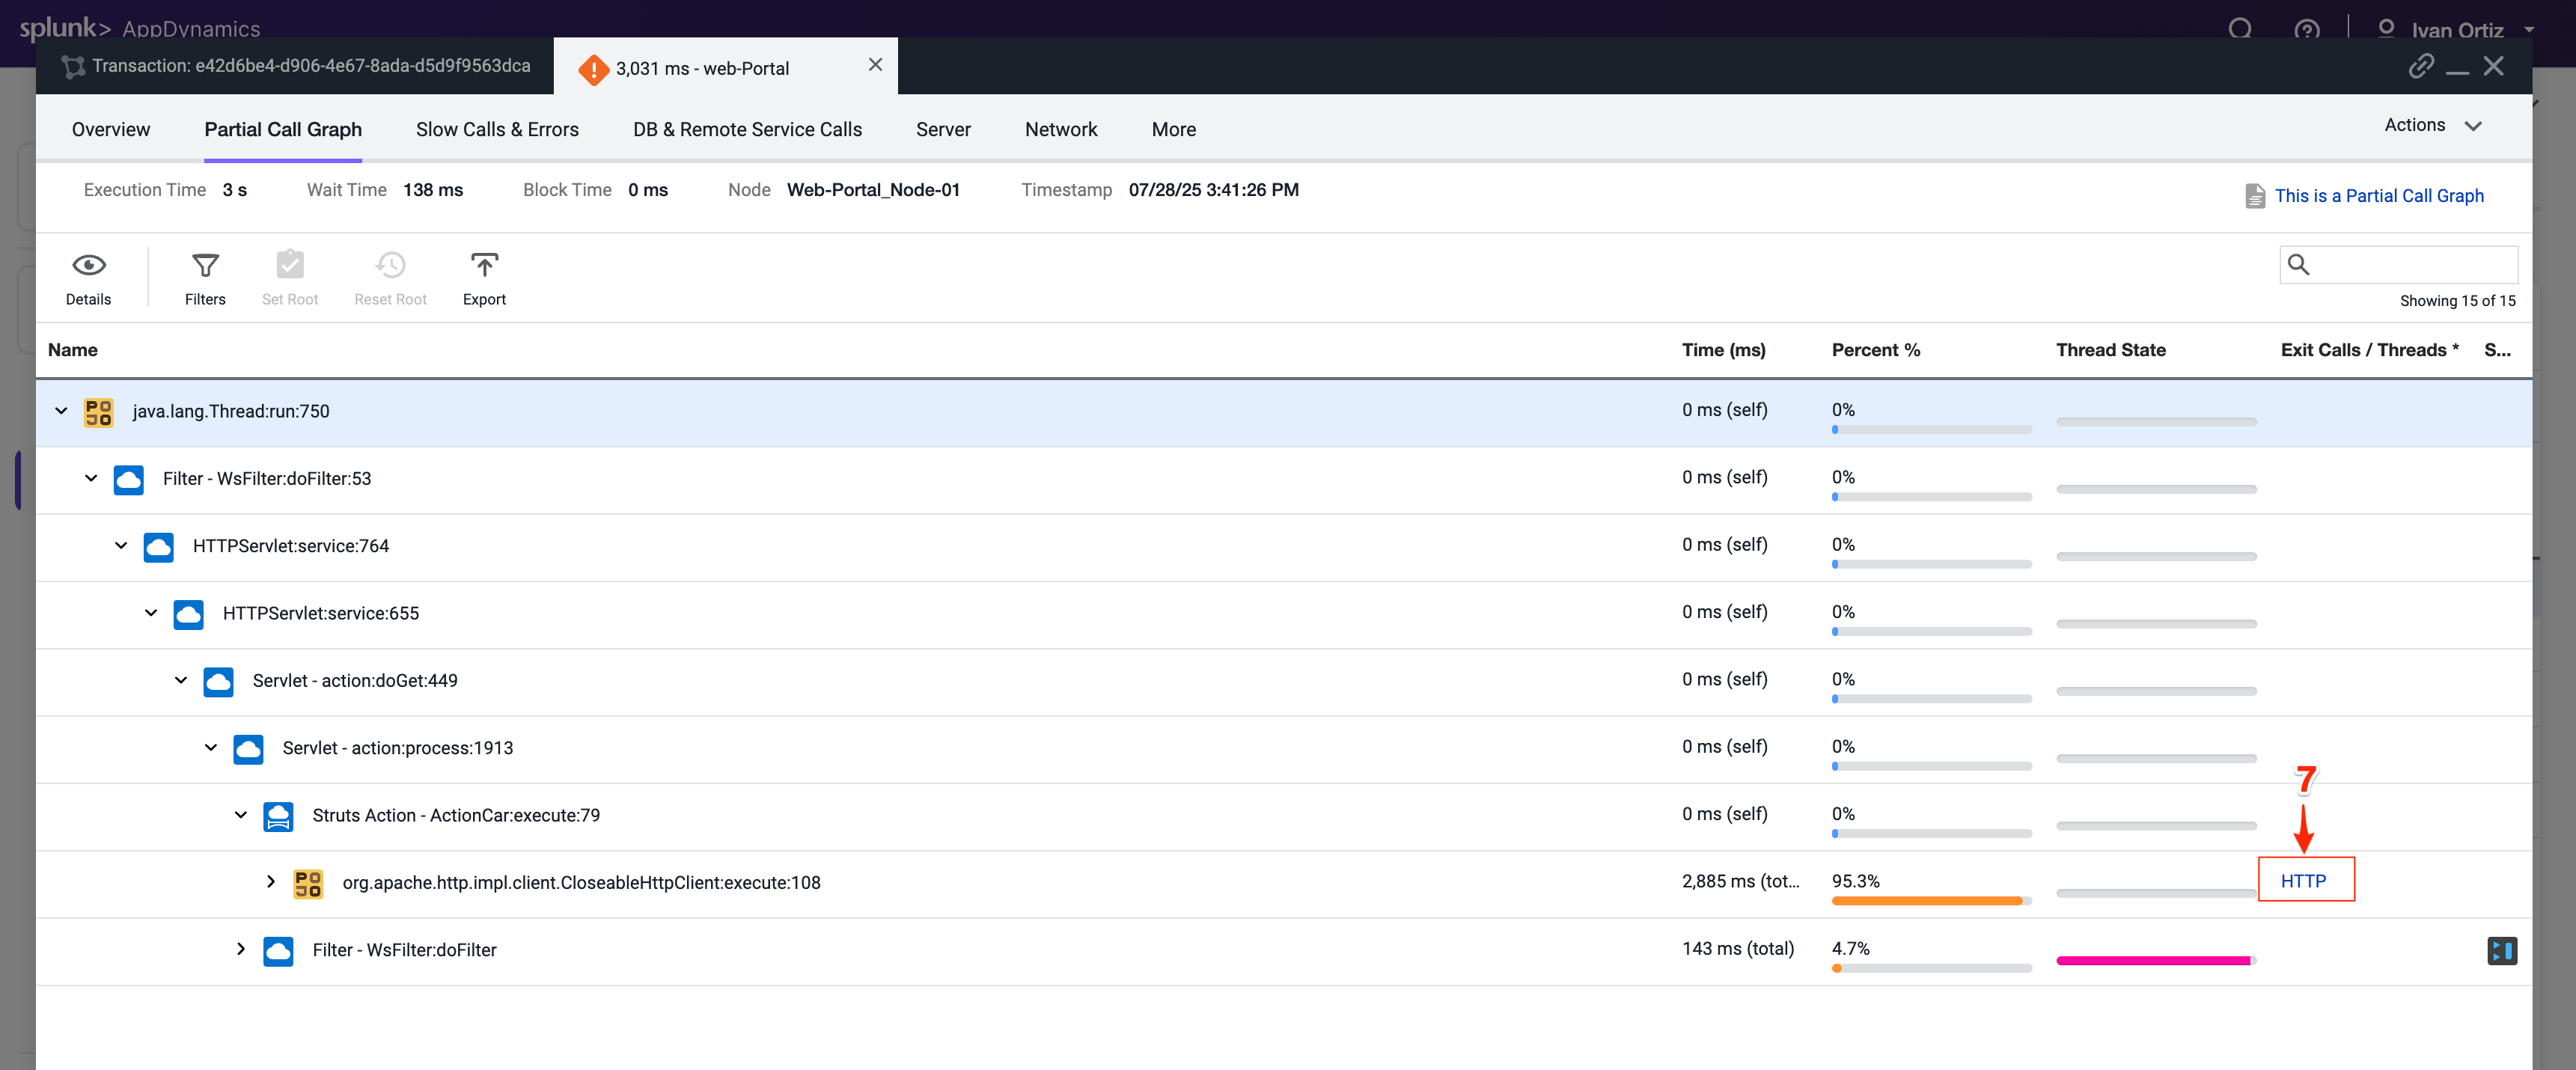 splunk> AppDynamics
Ivan Ortiz
Transaction: e42d6be4-d906-4e67-8ada-d5d9f9563dca
3,031 ms - web-Portal
Overview
Partial Call Graph
Slow Calls & Errors
DB & Remote Service Calls
Server
Network
More
Actions
Execution Time 3 s
Wait Time 138 ms
Block Time 0 ms
Node Web-Portal_Node-01
Timestamp 07/28/25 3:41:26 PM
This is a Partial Call Graph
Details
Filters
Set Root
Reset Root
Export
Showing 15 of 15
Name Time (ms) Percent % Thread State Exit Calls / Threads * S...
POJO java.lang.Thread:run:750 0 ms (self) 0%
Filter - WsFilter:doFilter:53 0 ms (self) 0%
HTTPServlet:service:764 0 ms (self) 0%
HTTPServlet:service:655 0 ms (self) 0%
Servlet - action:doGet:449 0 ms (self) 0%
Servlet - action:process:1913 0 ms (self) 0%
7
Struts Action - ActionCar:execute:79 0 ms (self) 0%
POJO org.apache.http.impl.client.CloseableHttpClient:execute:108 2,885 ms (tot... 95.3% HTTP
Filter - WsFilter:doFilter 143 ms (total) 4.7%